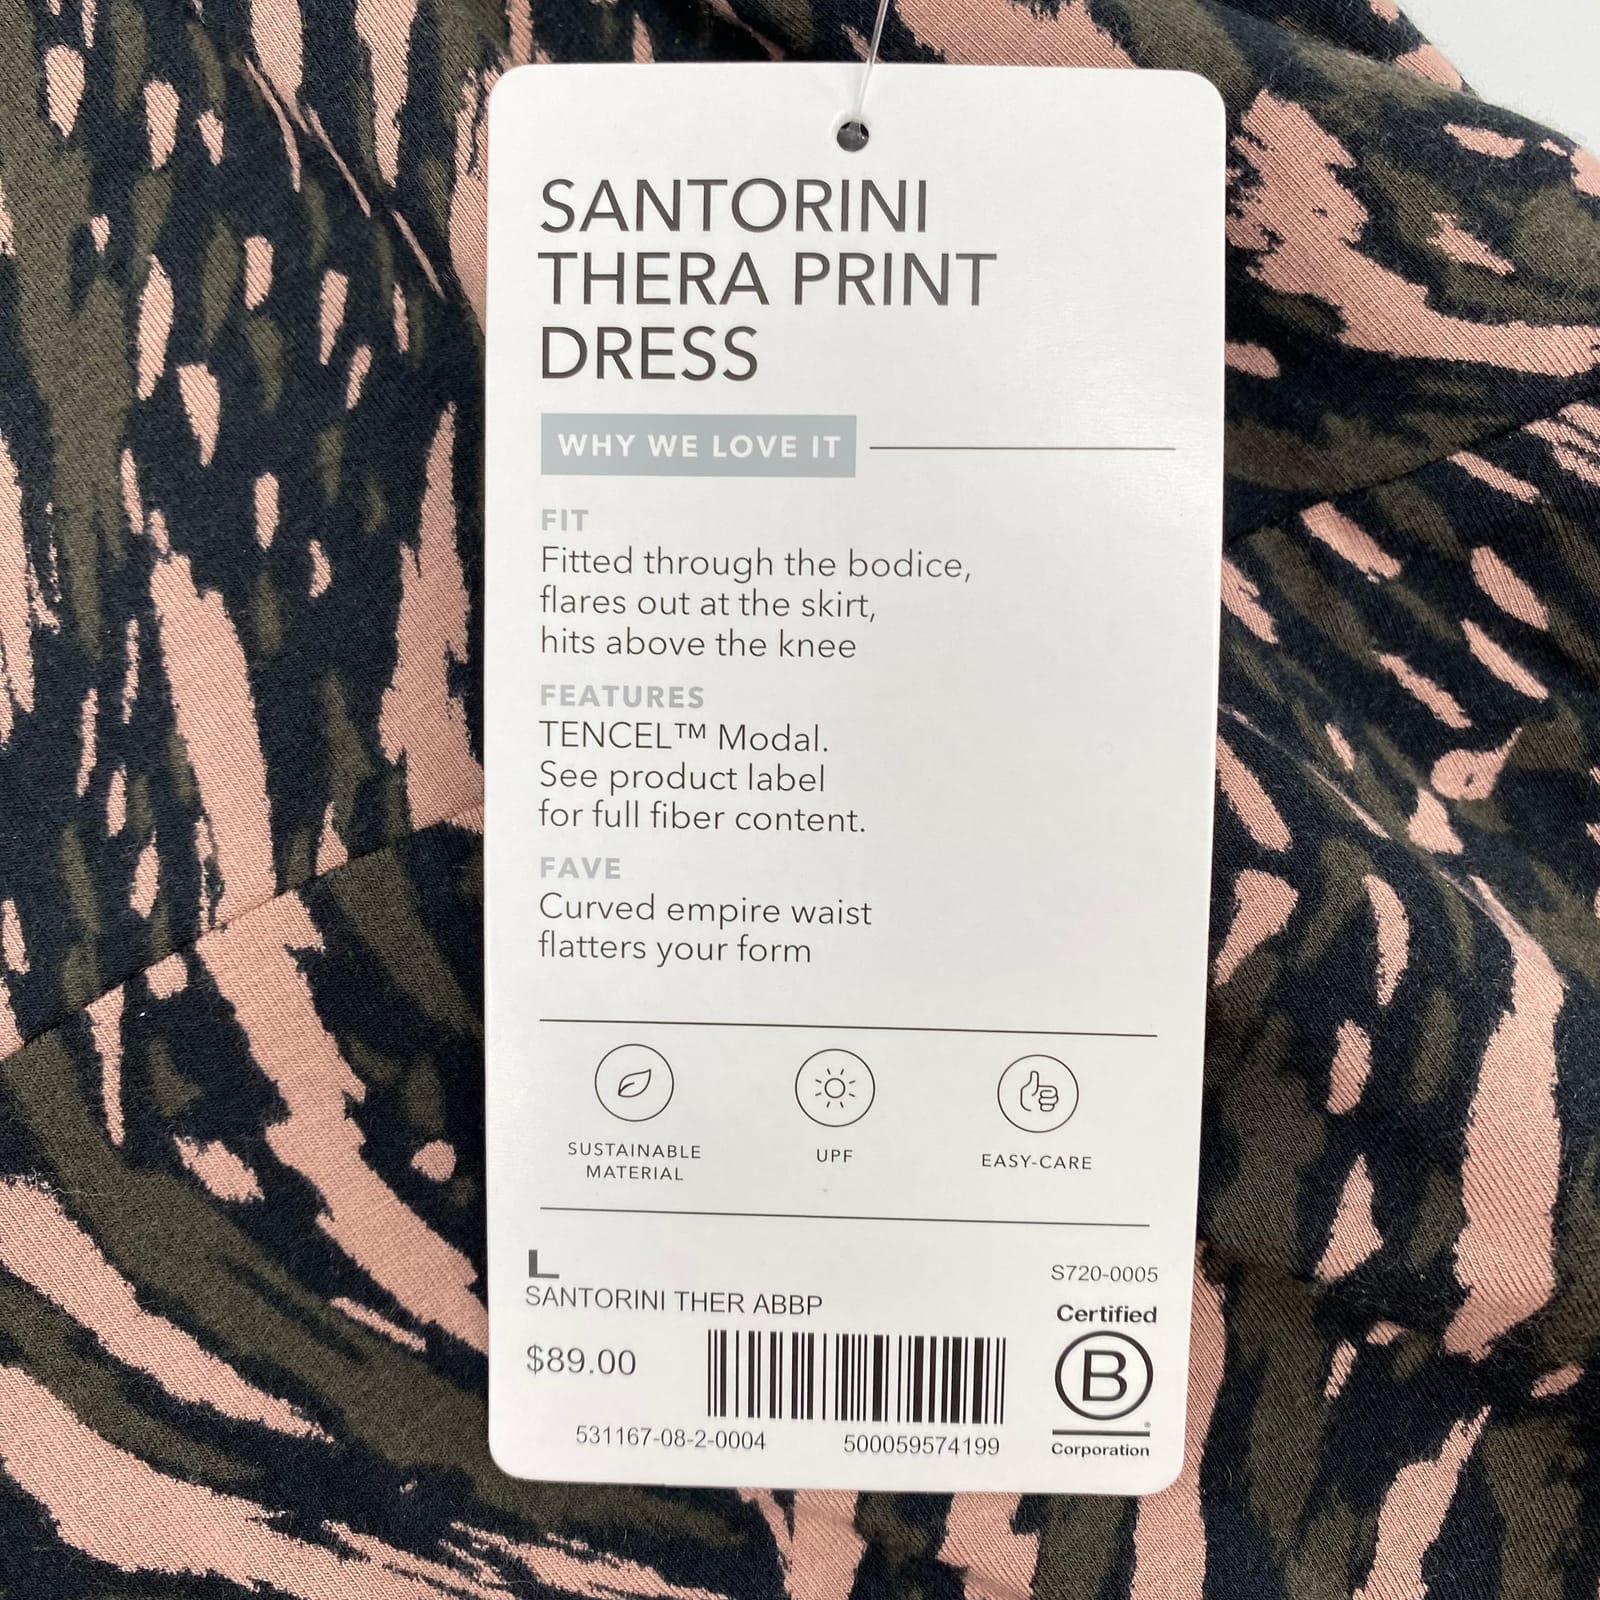 SANTORINI
THERA PRINT
DRESS
WHY WE LOVE IT
FIT
Fitted through the bodice,
flares out at the skirt,
hits above the knee
FEATURES
TENCEL™ Modal.
See product label
for full fiber content.
FAVE
Curved empire waist
flatters your form
SUSTAINABLE
MATERIAL
UPF
EASY-CARE
L
S720-0005
SANTORINI THER ABBP
$89.00
531167-08-2-0004
500059574199
Certified
B
®
Corporation